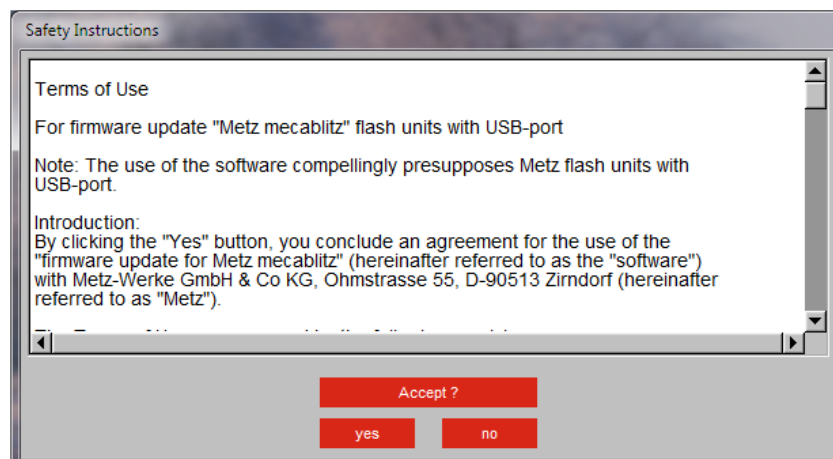 Safety Instructions
Terms of Use
For firmware update "Metz mecablitz" flash units with USB-port
Note: The use of the software compellingly presupposes Metz flash units with
USB-port.
Introduction:
By clicking the "Yes" button, you conclude an agreement for the use of the
"firmware update for Metz mecablitz" (hereinafter referred to as the "software")
with Metz-Werke GmbH & Co KG, Ohmstrasse 55, D-90513 Zirndorf (hereinafter
referred to as "Metz").
Accept ?
yes no